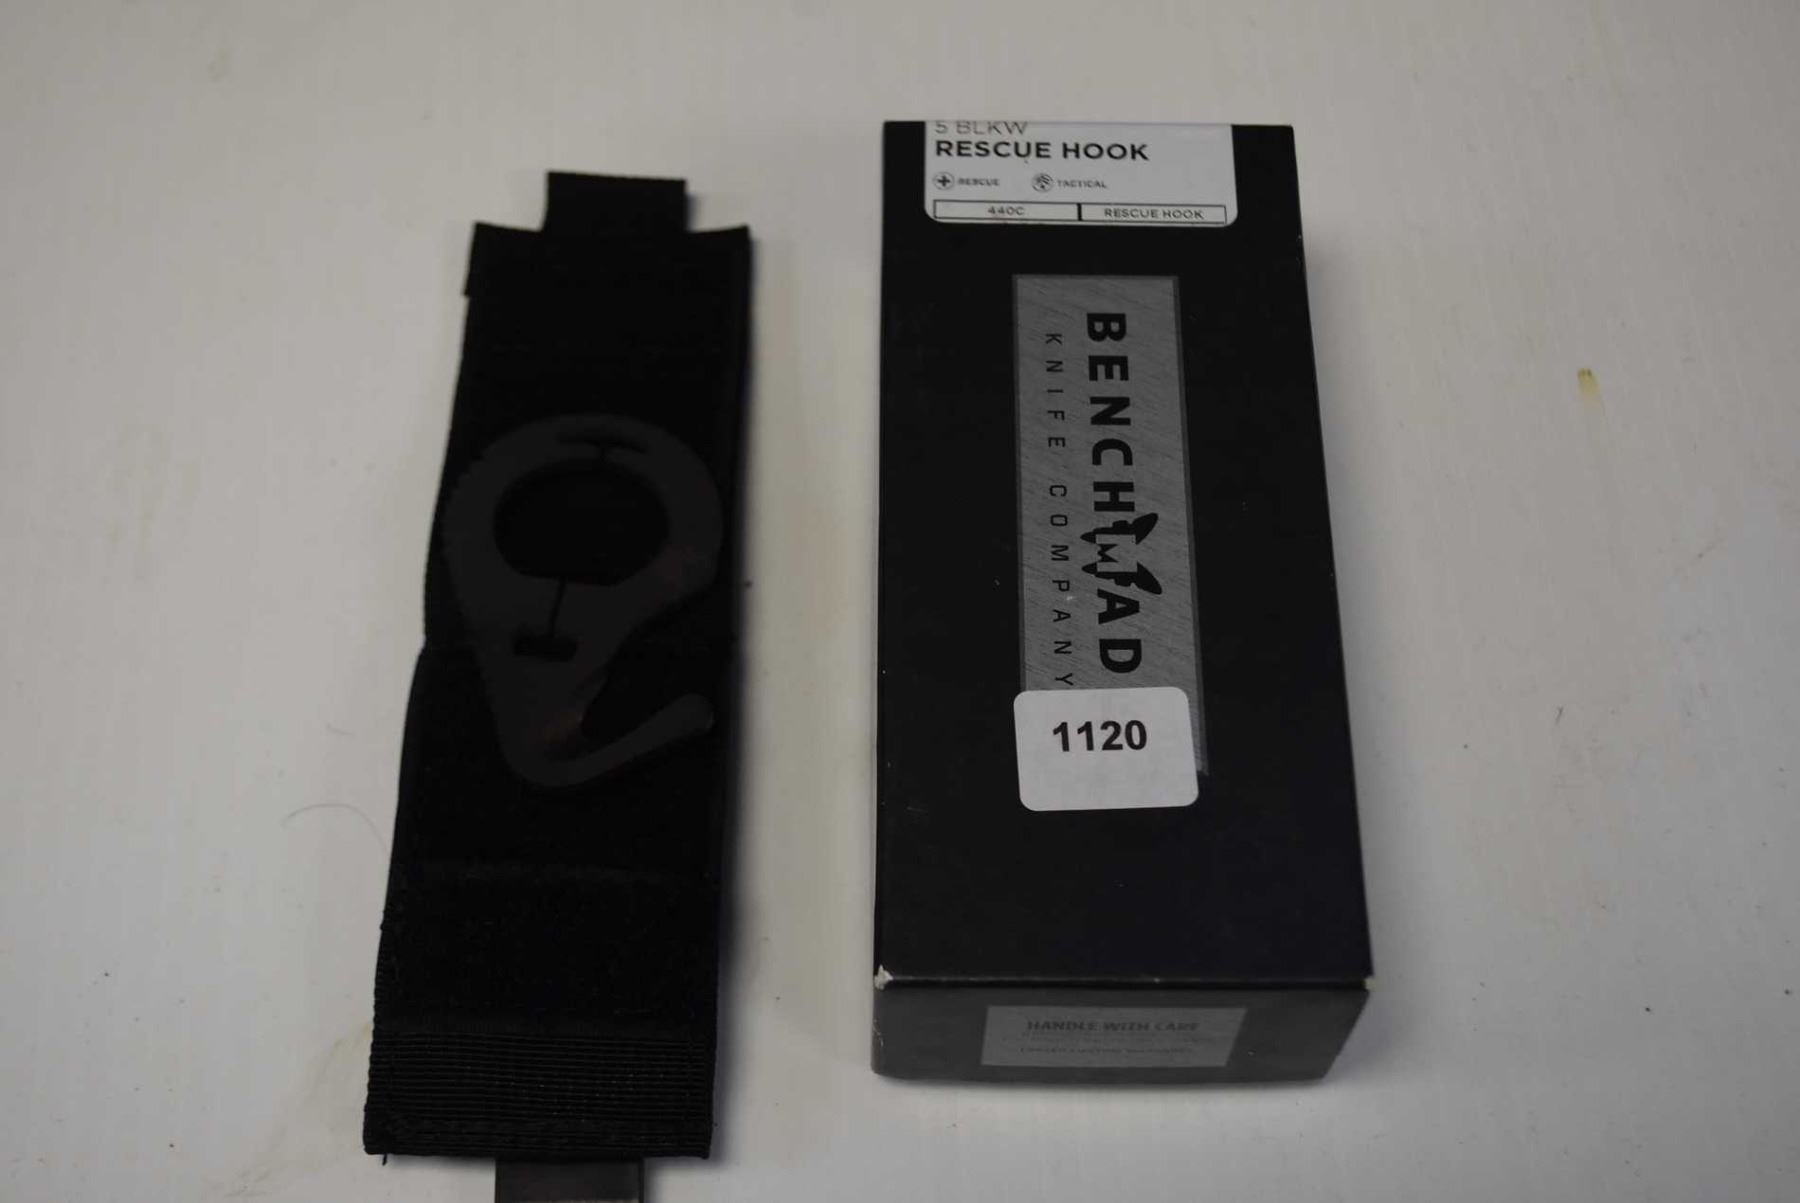 5 BLKW
RESCUE HOOK
RESCUE TACTICAL
440C RESCUE HOOK
BENCHMADE
KNIFE COMPANY
1120
HANDLE WITH CARE